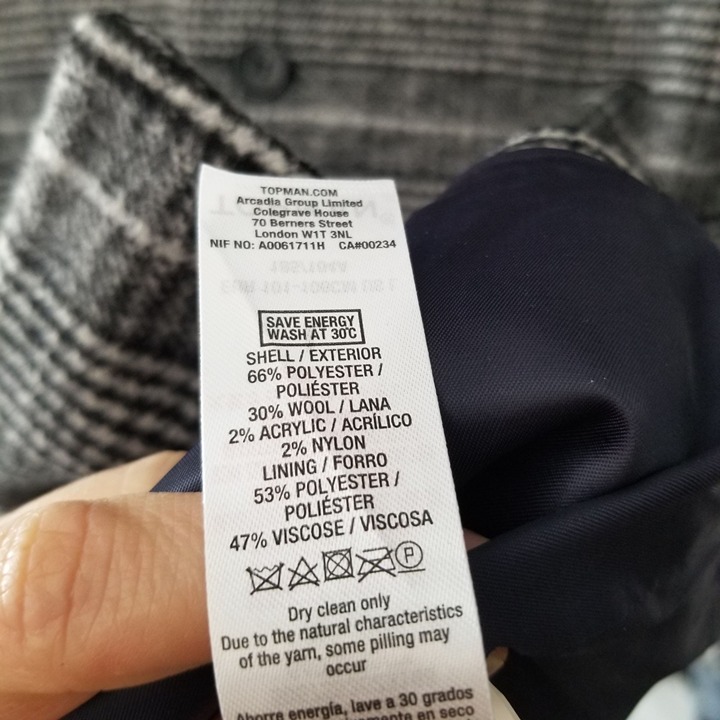 TOPMAN.COM
Arcadia Group Limited
Colegrave House
70 Berners Street
London W1T 3NL
NIF NO: A0061711H CA#00234
SAVE ENERGY
WASH AT 30°C
SHELL / EXTERIOR
66% POLYESTER /
POLIÉSTER
30% WOOL / LANA
2% ACRYLIC / ACRÍLICO
2% NYLON
LINING / FORRO
53% POLYESTER /
POLIÉSTER
47% VISCOSE / VISCOSA
P
Dry clean only
Due to the natural characteristics
of the yarn, some pilling may
occur
Ahorre energía, lave a 30 grados
en seco